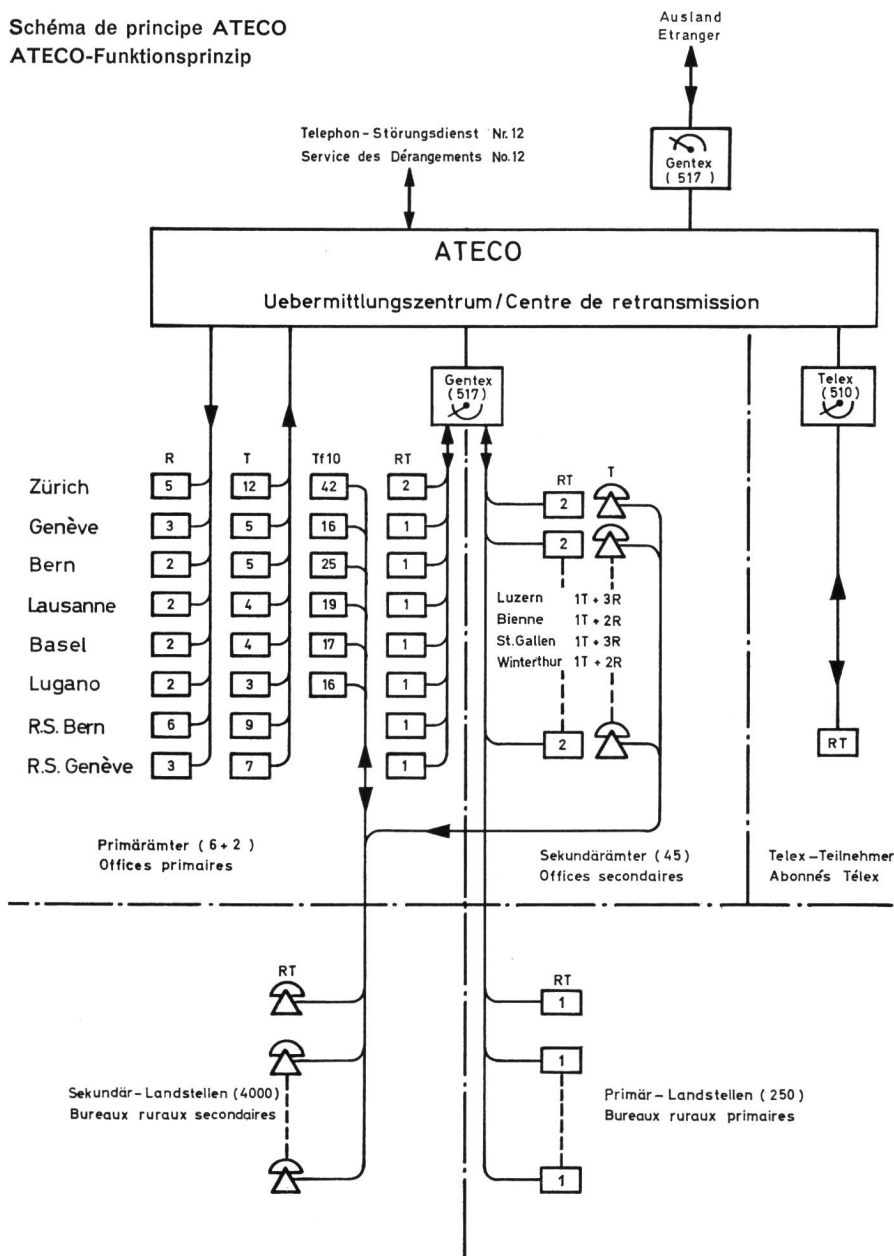 Schéma de principe ATECO
ATECO-Funktionsprinzip
Ausland
Etranger
Telephon-Störungsdienst Nr. 12
Service des Dérangements No. 12
Gentex
(517)
ATECO
Uebermittlungszentrum/Centre de retransmission
Gentex
(517)
Telex
(510)
R T Tf10 RT RT T
Zürich 5 12 42 2 2
Genève 3 5 16 1 2
Bern 2 5 25 1
Lausanne 2 4 19 1
Basel 2 4 17 1
Lugano 2 3 16 1
R.S. Bern 6 9 1 2
R.S. Genève 3 7 1
Luzern 1T + 3R
Bienne 1T + 2R
St.Gallen 1T + 3R
Winterthur 1T + 2R
RT
Primärämter (6+2)
Offices primaires
Sekundärämter (45)
Offices secondaires
Telex-Teilnehmer
Abonnés Télex
RT
RT
1
1
Sekundär-Landstellen (4000)
Bureaux ruraux secondaires
Primär-Landstellen (250)
Bureaux ruraux primaires
1